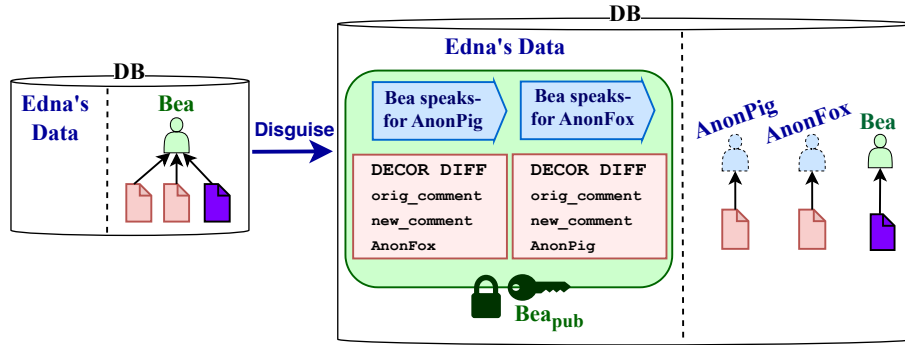 DB
Edna's
Data
Bea
Disguise
DB
Edna's Data
Bea speaks-
for AnonPig
Bea speaks-
for AnonFox
DECOR DIFF
orig_comment
new_comment
AnonFox
DECOR DIFF
orig_comment
new_comment
AnonPig
Bea_pub
AnonPig
AnonFox
Bea